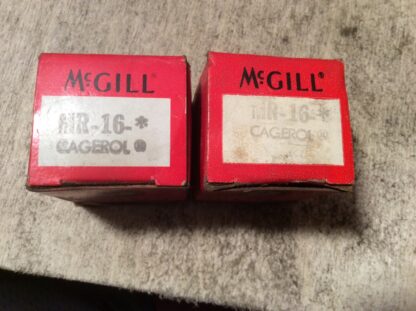 McGILL
MR-16-*
CAGEROL ®
McGILL®
MR-16-*
CAGEROL ®